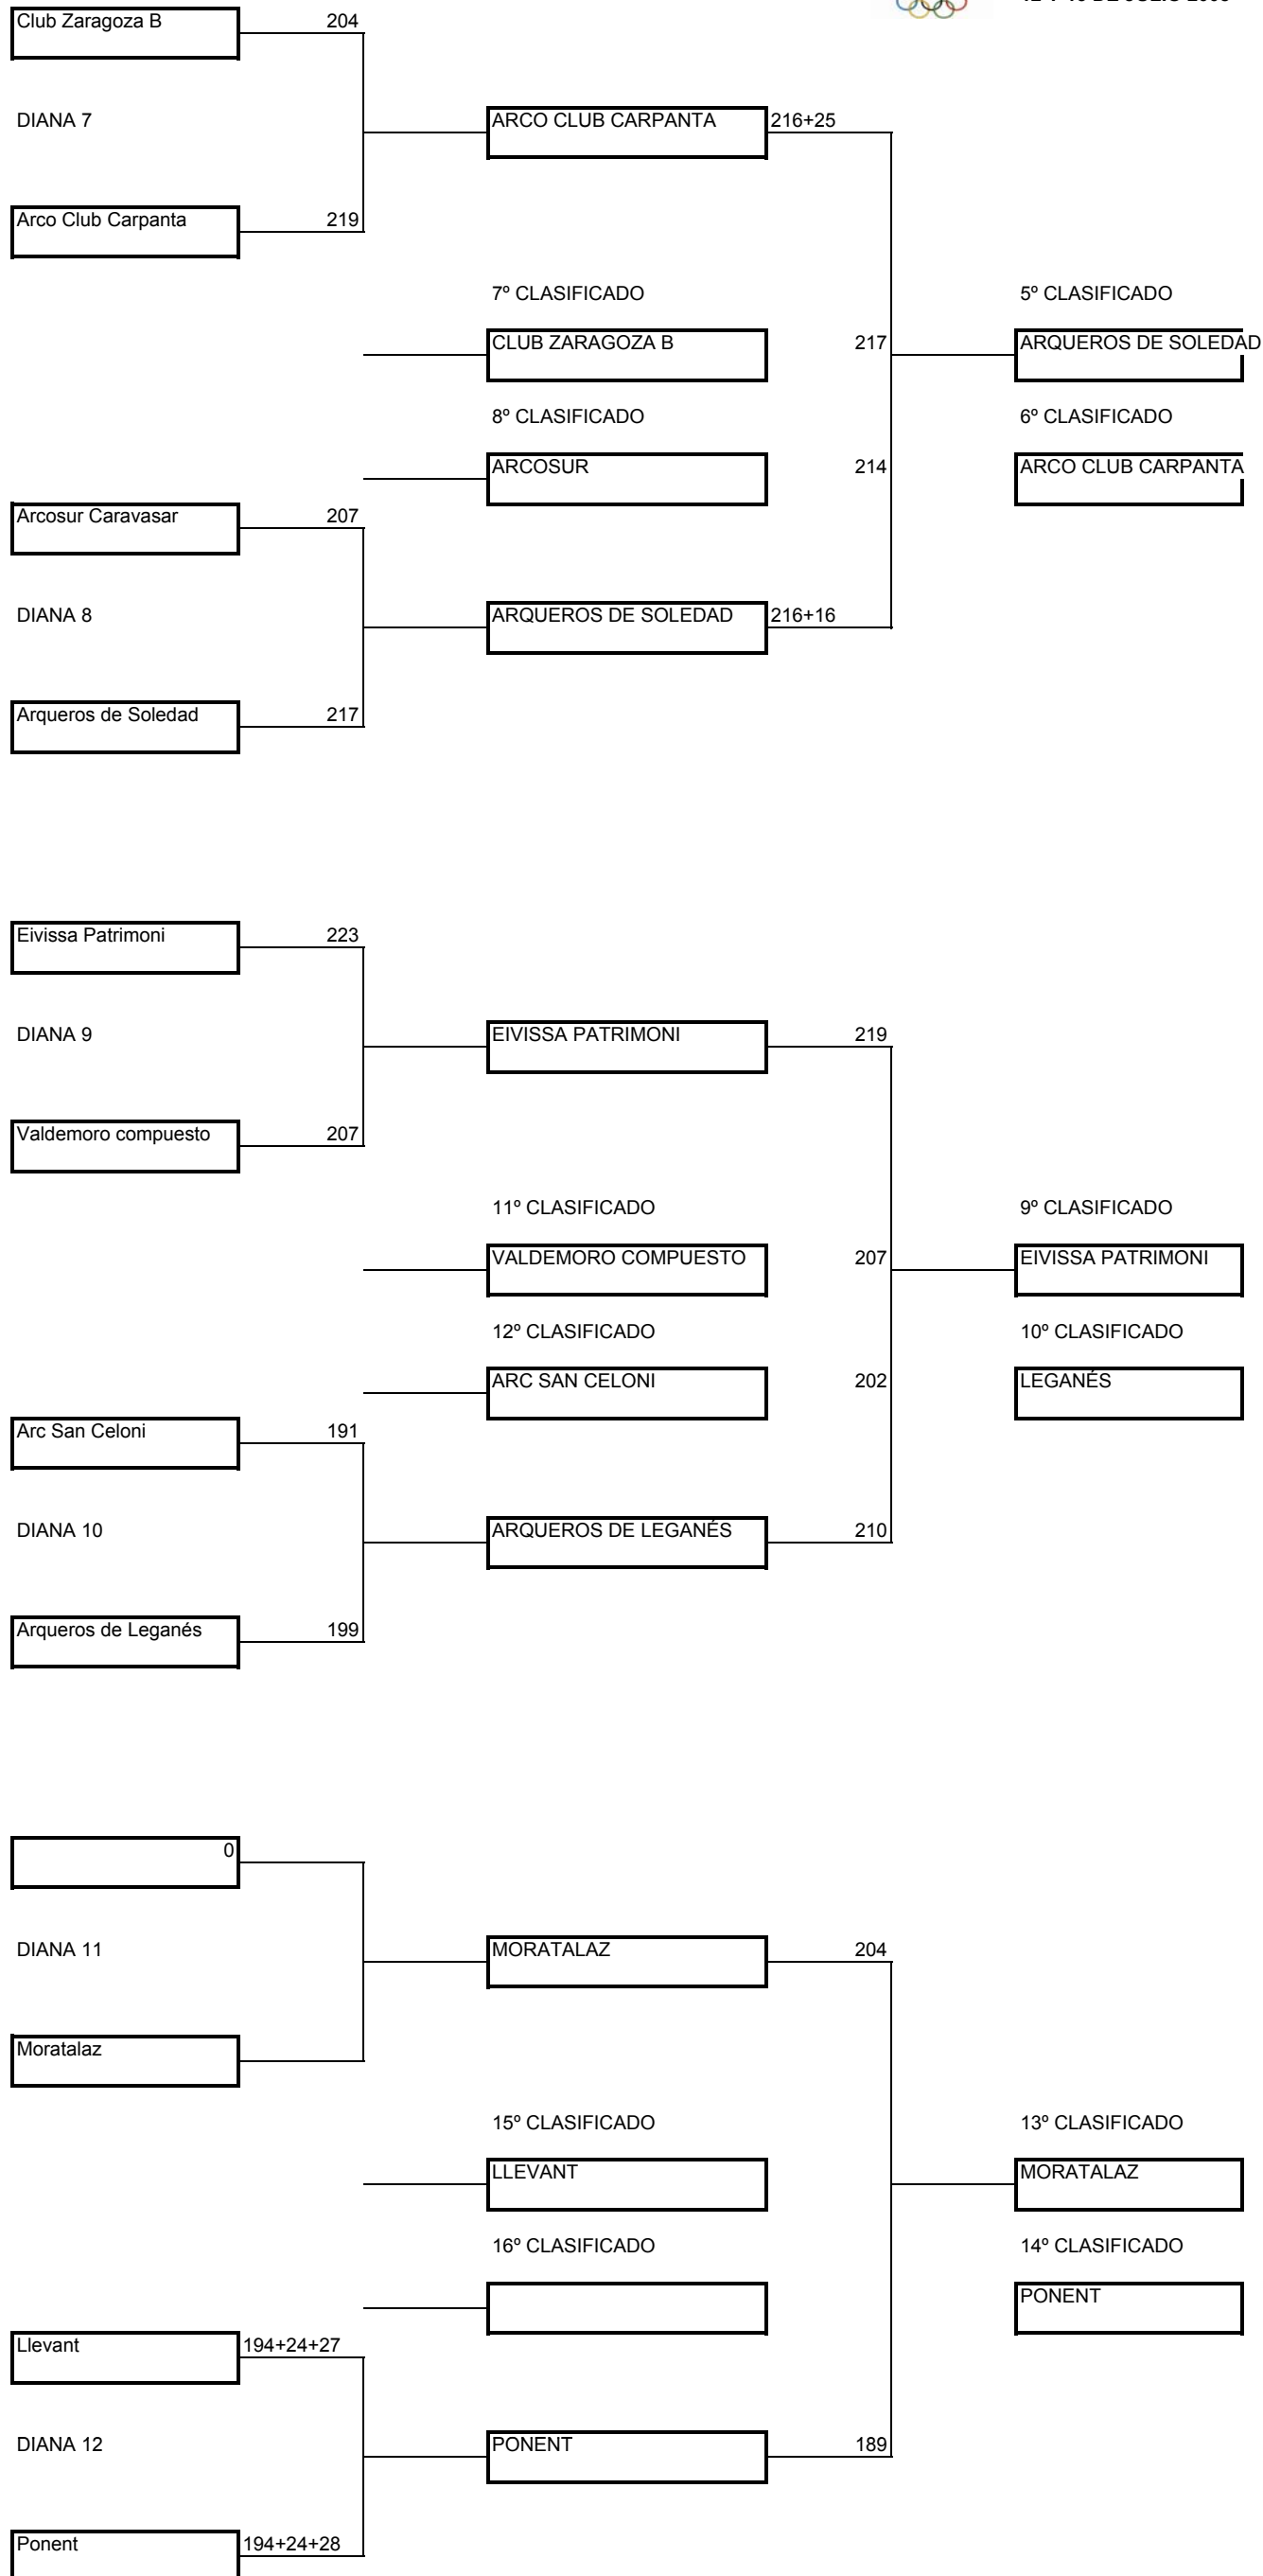 Club Zaragoza B 204
DIANA 7
ARCO CLUB CARPANTA 216+25
Arco Club Carpanta 219
7º CLASIFICADO 5º CLASIFICADO
CLUB ZARAGOZA B 217 ARQUEROS DE SOLEDAD
8º CLASIFICADO 6º CLASIFICADO
ARCOSUR 214 ARCO CLUB CARPANTA
Arcosur Caravasar 207
DIANA 8
ARQUEROS DE SOLEDAD 216+16
Arqueros de Soledad 217
Eivissa Patrimoni 223
DIANA 9
EIVISSA PATRIMONI 219
Valdemoro compuesto 207
11º CLASIFICADO 9º CLASIFICADO
VALDEMORO COMPUESTO 207 EIVISSA PATRIMONI
12º CLASIFICADO 10º CLASIFICADO
ARC SAN CELONI 202 LEGANÉS
Arc San Celoni 191
DIANA 10
ARQUEROS DE LEGANÉS 210
Arqueros de Leganés 199
0
DIANA 11
MORATALAZ 204
Moratalaz
15º CLASIFICADO 13º CLASIFICADO
LLEVANT MORATALAZ
16º CLASIFICADO 14º CLASIFICADO
PONENT
Llevant 194+24+27
DIANA 12
PONENT 189
Ponent 194+24+28